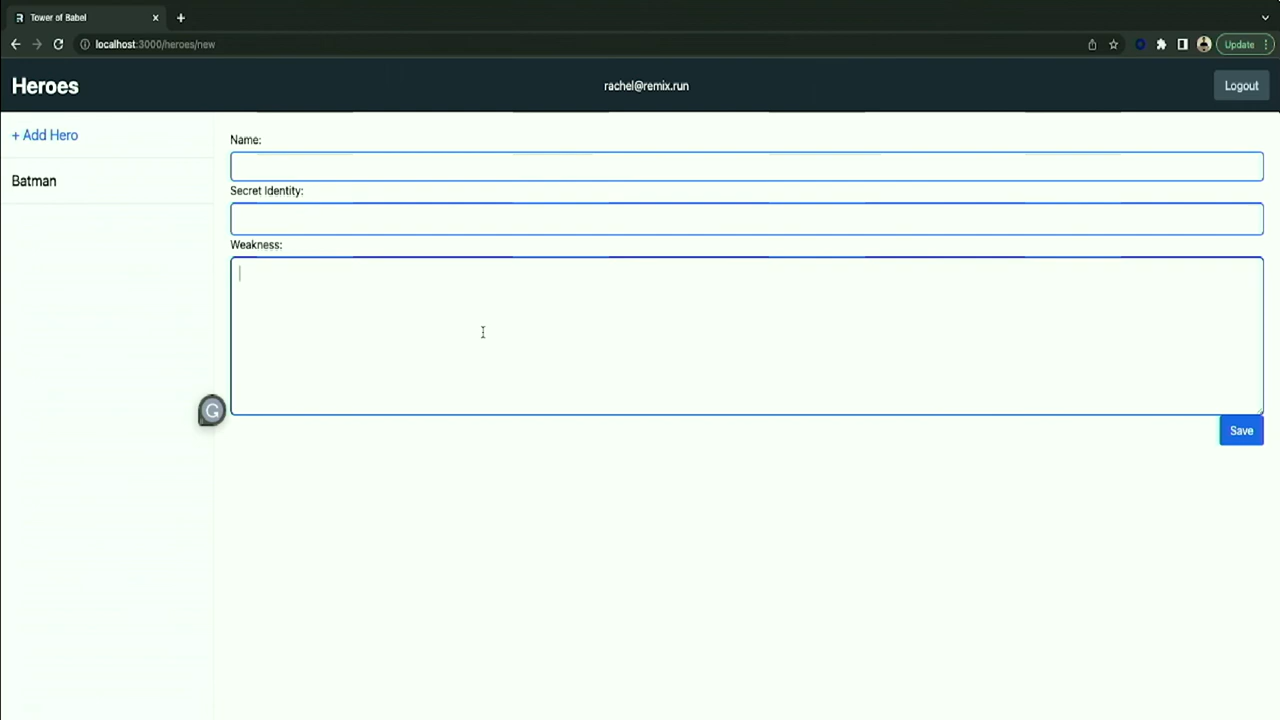 Tower of Babel
localhost:3000/heroes/new
Update
Heroes
rachel@remix.run
Logout
+ Add Hero
Batman
Name:
Secret Identity:
Weakness:
Save